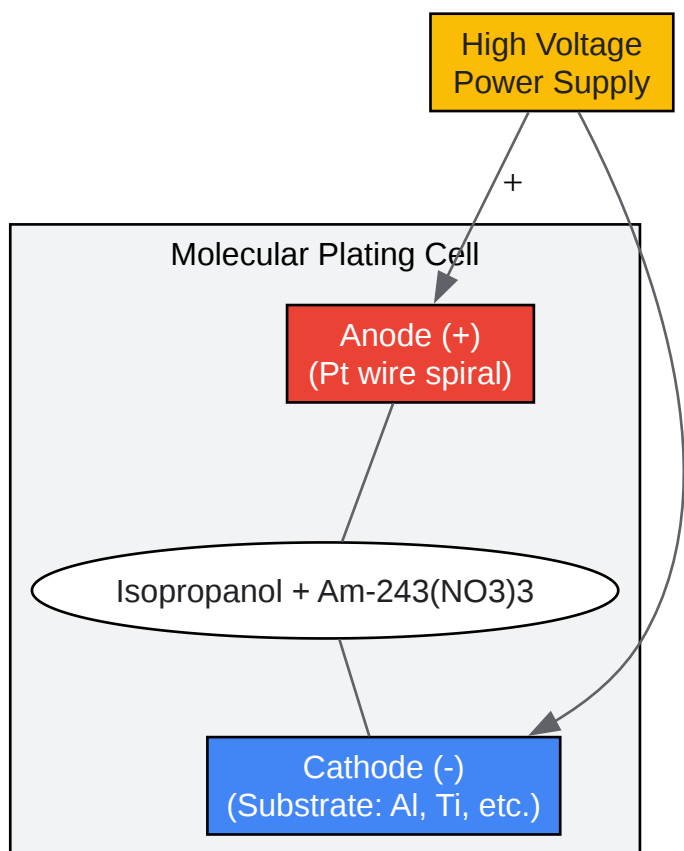 High Voltage
Power Supply
+
Molecular Plating Cell
Anode (+)
(Pt wire spiral)
Isopropanol + Am-243(NO3)3
Cathode (-)
(Substrate: Al, Ti, etc.)